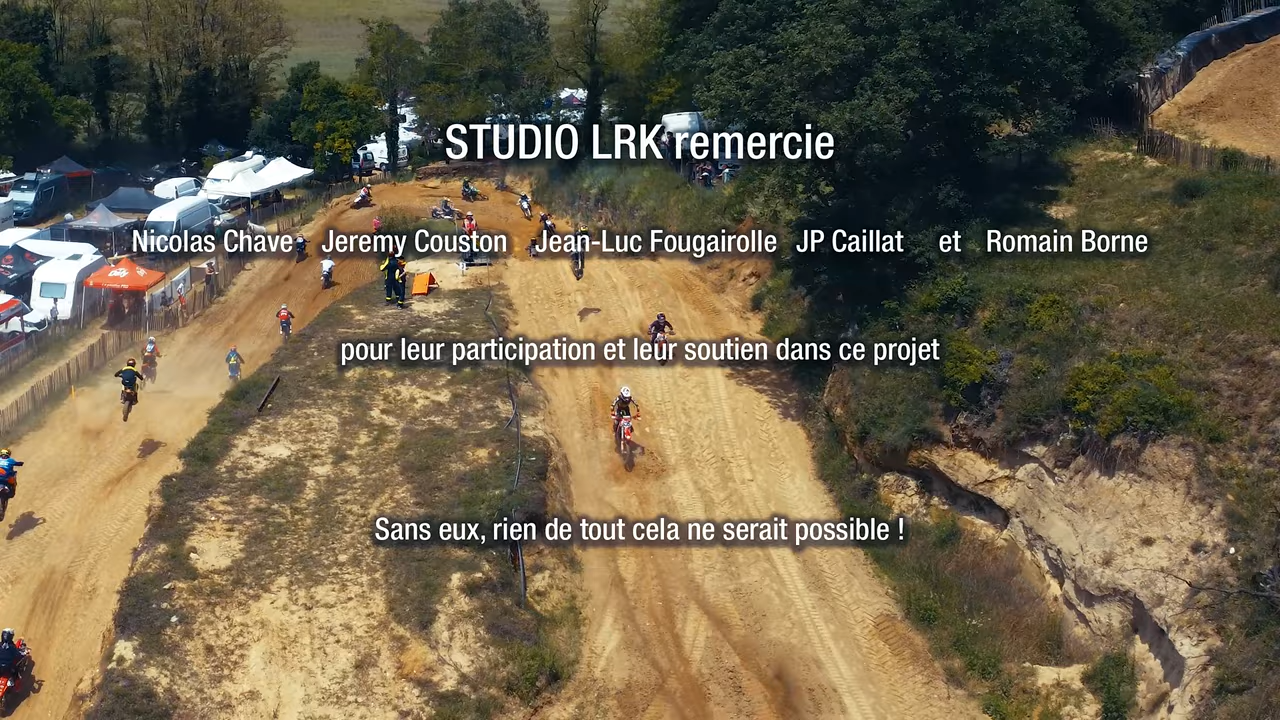 STUDIO LRK remercie
Nicolas Chave Jeremy Couston Jean-Luc Fougairolle JP Caillat et Romain Borne
pour leur participation et leur soutien dans ce projet
Sans eux, rien de tout cela ne serait possible !